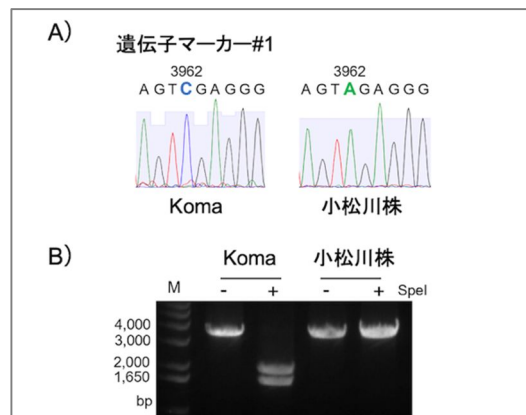 A)
遺伝子マーカー#1
3962 3962
AGTCGAGGG AGTAGAGGG
Koma 小松川株
B)
Koma 小松川株
M - + - + SpeI
4,000
3,000
2,000
1,650
bp